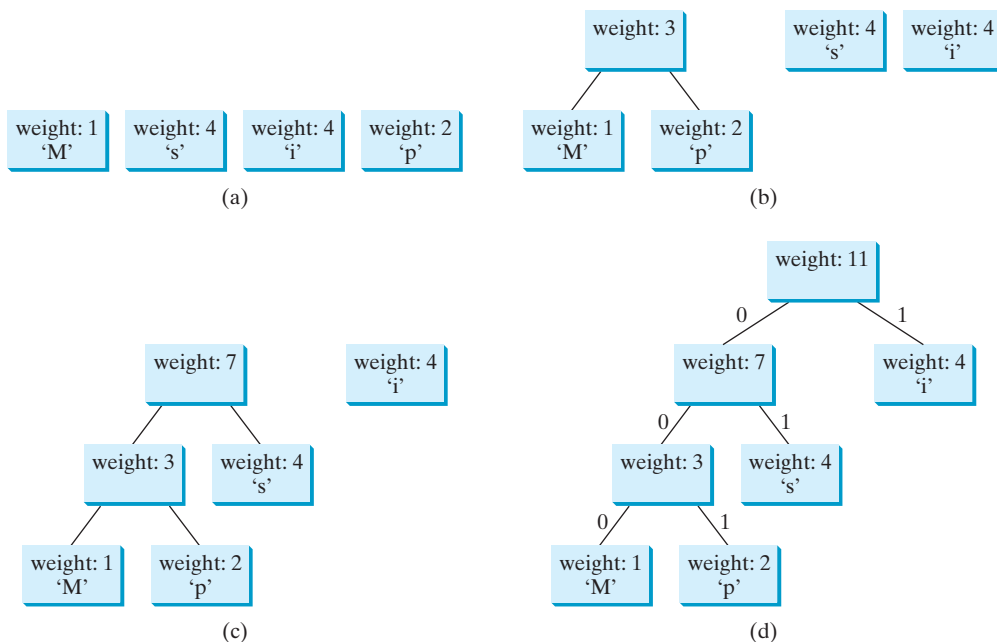 weight: 1
‘M’
weight: 4
‘s’
weight: 4
‘i’
weight: 2
‘p’
(a)
weight: 3
weight: 4
‘s’
weight: 4
‘i’
weight: 1
‘M’
weight: 2
‘p’
(b)
weight: 7
weight: 4
‘i’
weight: 3
weight: 4
‘s’
weight: 1
‘M’
weight: 2
‘p’
(c)
weight: 11
0
1
weight: 7
weight: 4
‘i’
0
1
weight: 3
weight: 4
‘s’
0
1
weight: 1
‘M’
weight: 2
‘p’
(d)